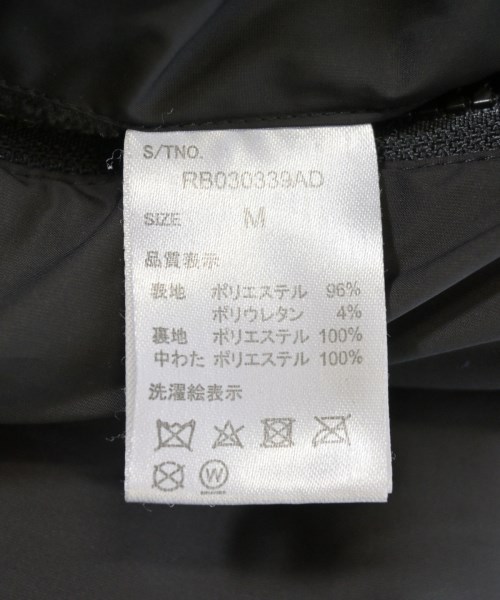 S/TNO.
RB030339AD
SIZE M
品質表示
表地 ポリエステル 96%
ポリウレタン 4%
裏地 ポリエステル 100%
中わた ポリエステル 100%
洗濯絵表示
W